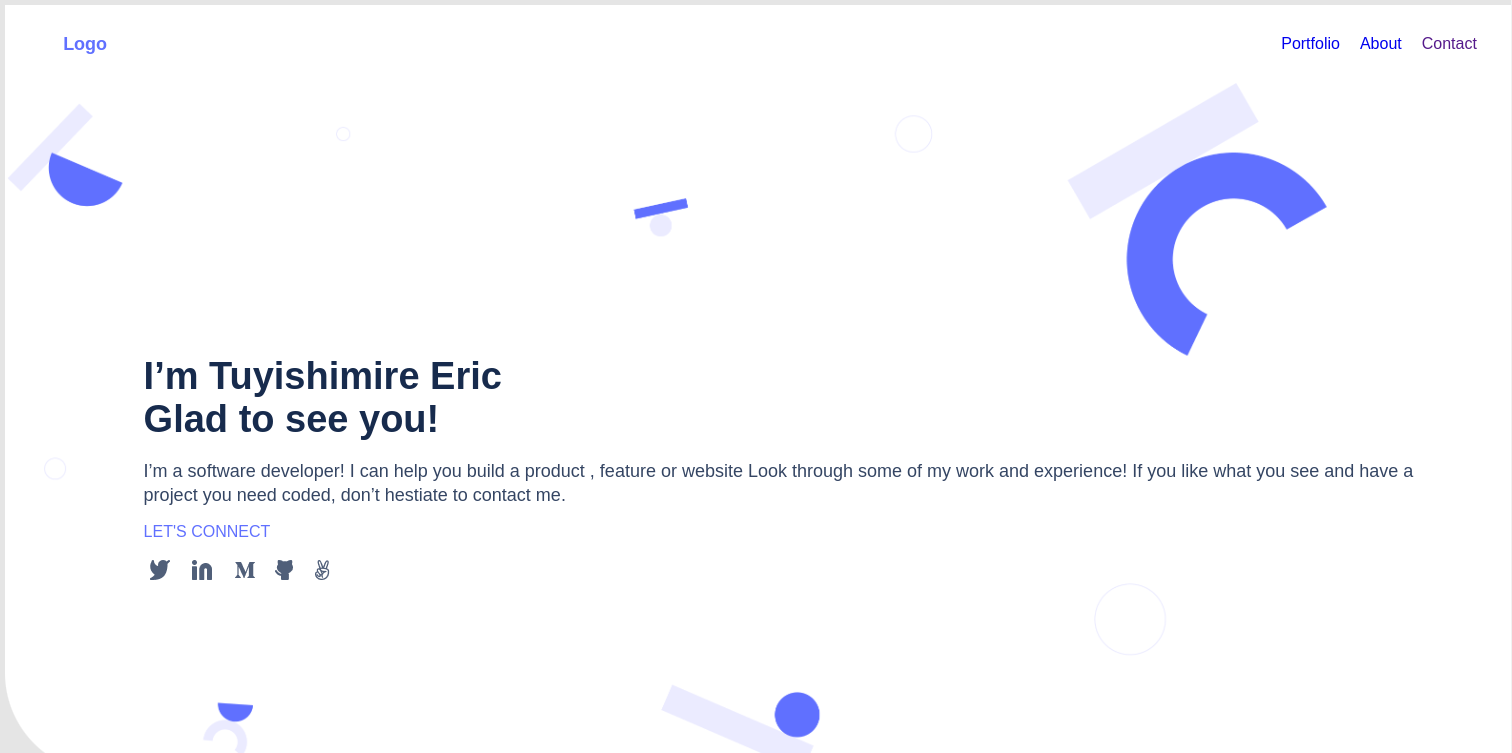 Logo
Portfolio About Contact
I’m Tuyishimire Eric
Glad to see you!
I’m a software developer! I can help you build a product , feature or website Look through some of my work and experience! If you like what you see and have a
project you need coded, don’t hestiate to contact me.
LET'S CONNECT